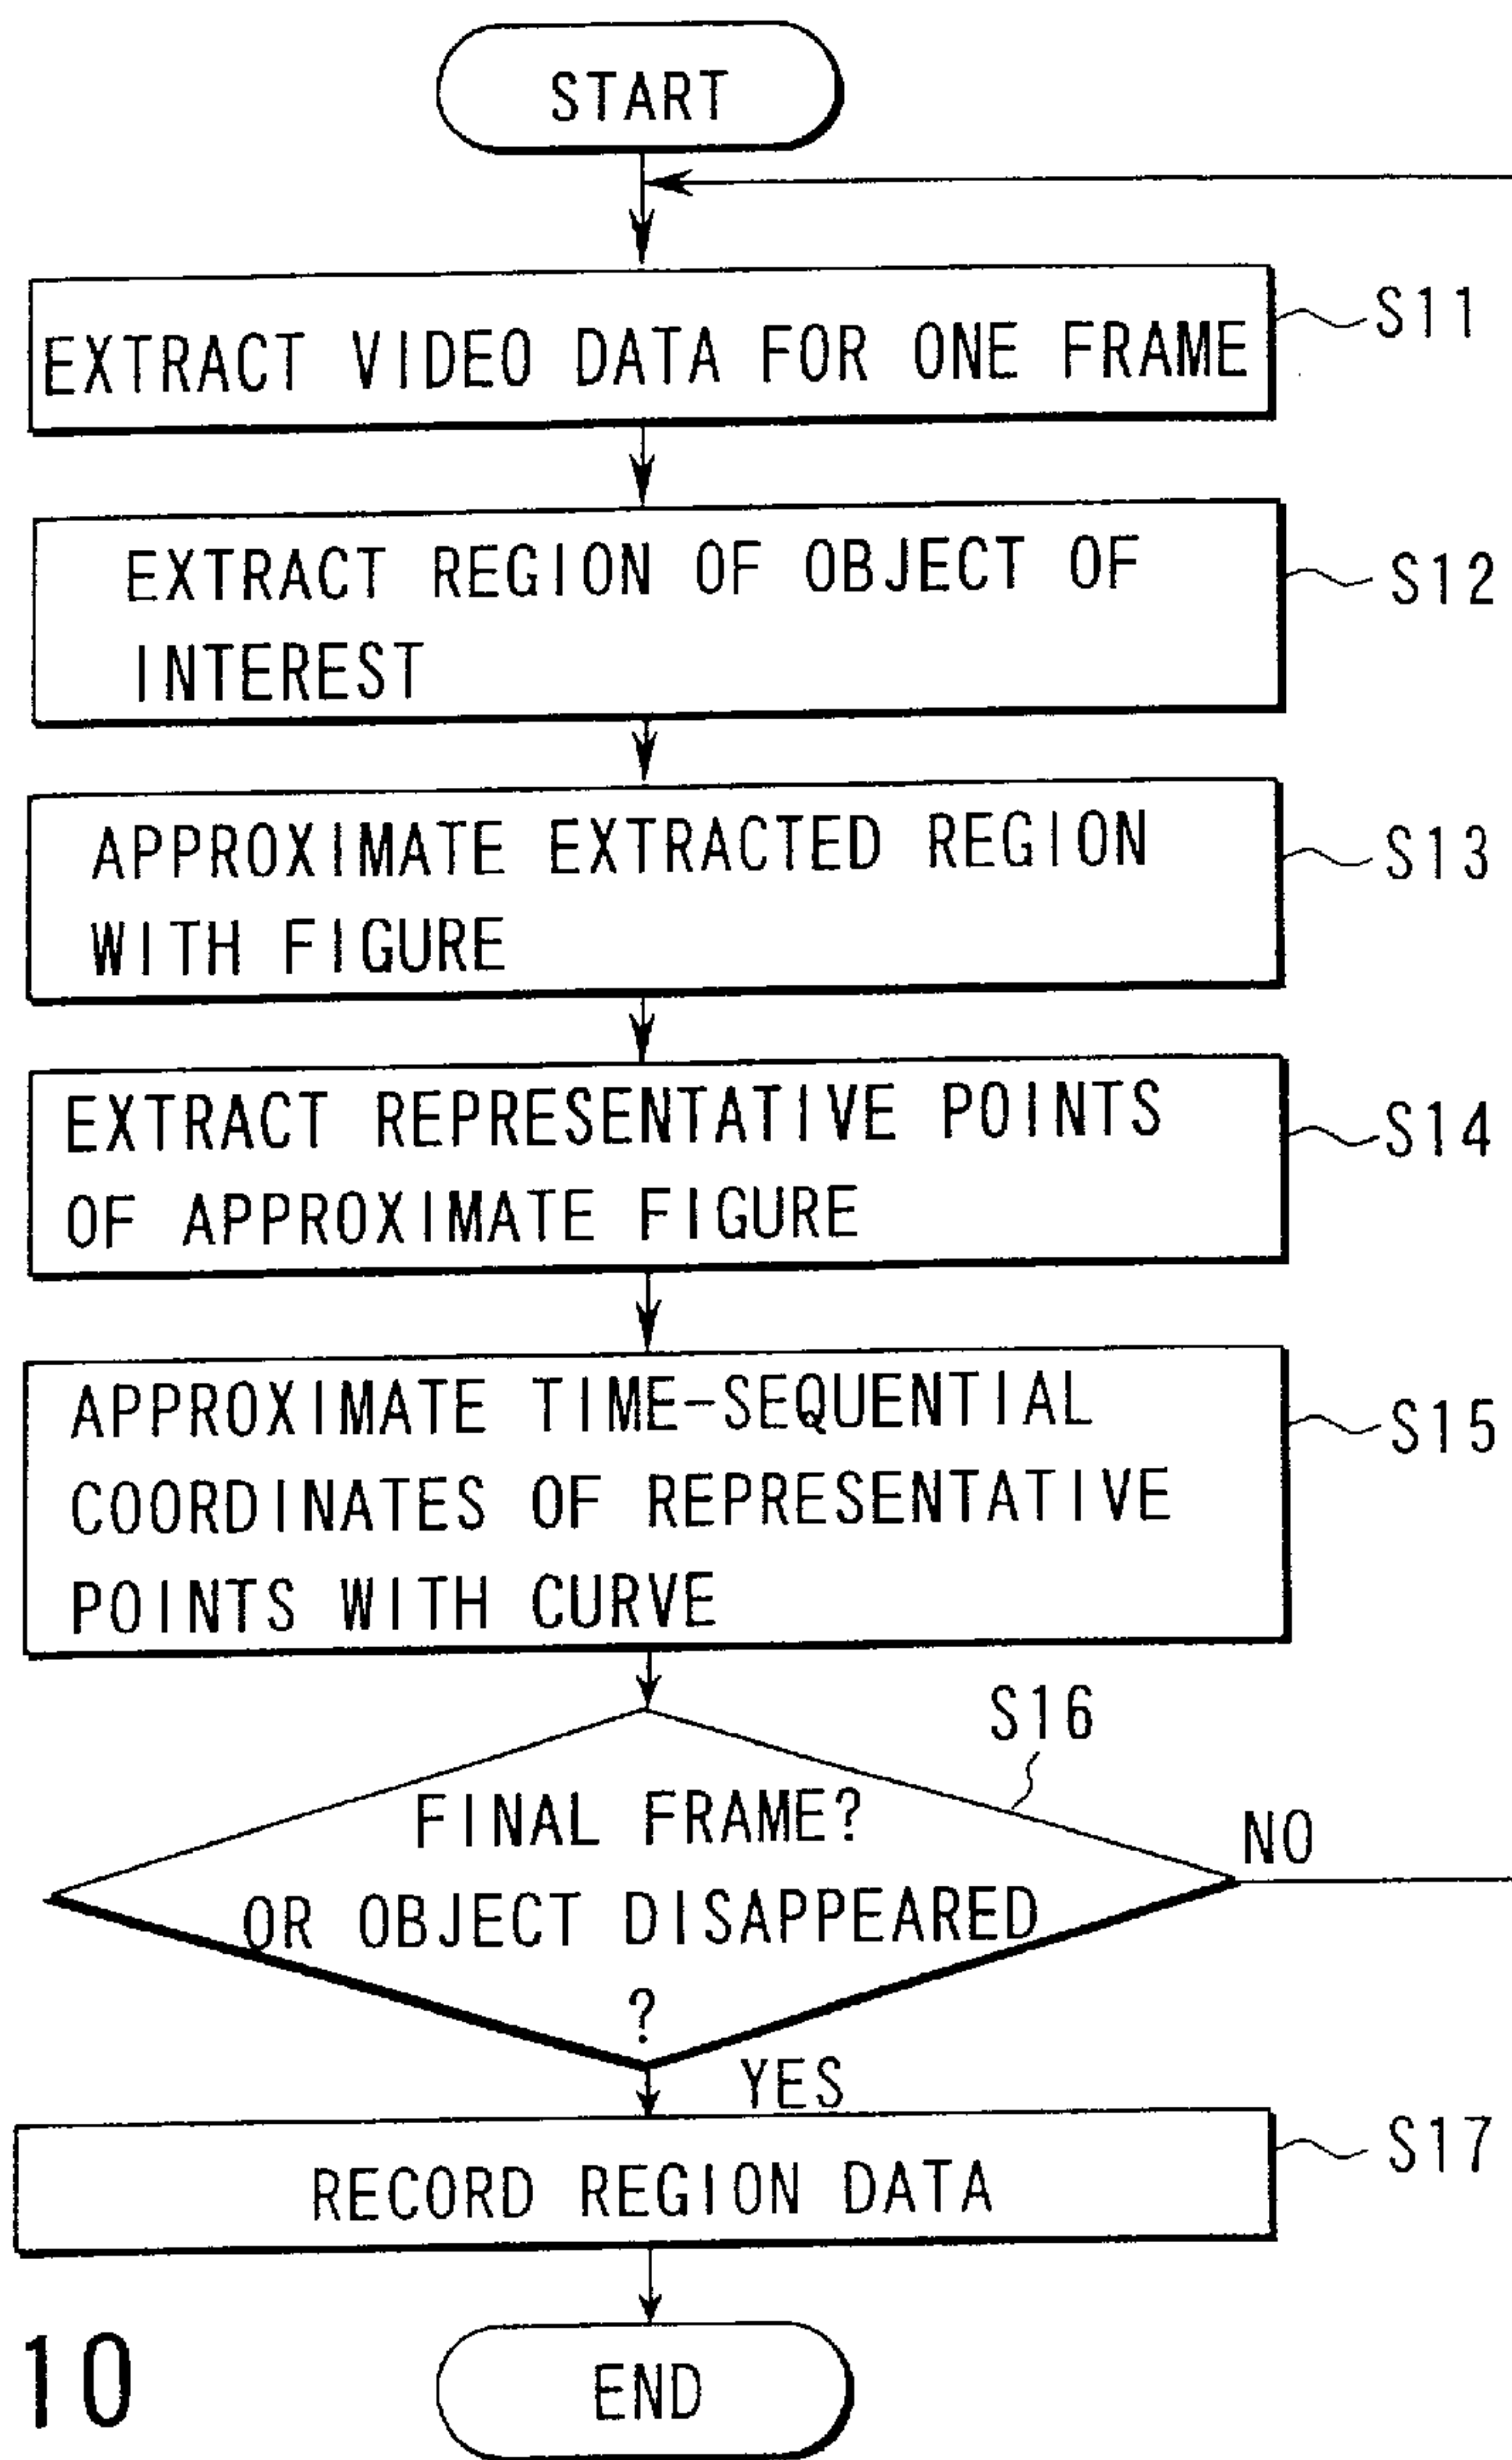 START
EXTRACT VIDEO DATA FOR ONE FRAME
S11
EXTRACT REGION OF OBJECT OF
INTEREST
S12
APPROXIMATE EXTRACTED REGION
WITH FIGURE
S13
EXTRACT REPRESENTATIVE POINTS
OF APPROXIMATE FIGURE
S14
APPROXIMATE TIME-SEQUENTIAL
COORDINATES OF REPRESENTATIVE
POINTS WITH CURVE
S15
S16
FINAL FRAME?
OR OBJECT DISAPPEARED
?
NO
YES
RECORD REGION DATA
S17
END
10